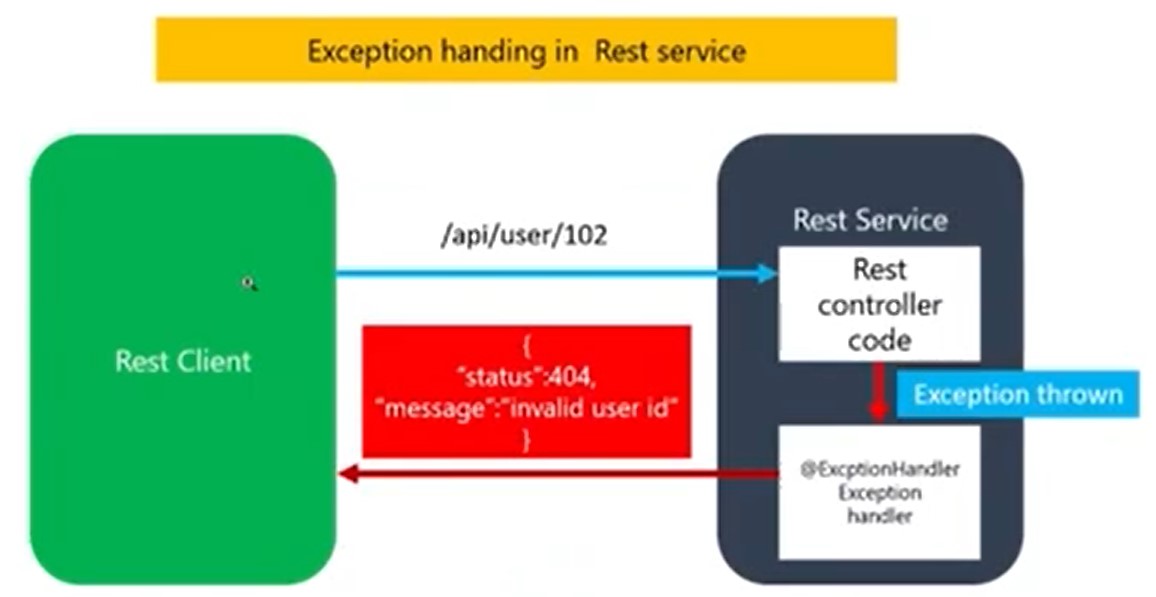 Exception handing in Rest service
/api/user/102
Rest Service
Rest
controller
code
Rest Client
{
"status":404,
"message":"invalid user id"
}
Exception thrown
@ExcptionHandler
Exception
handler